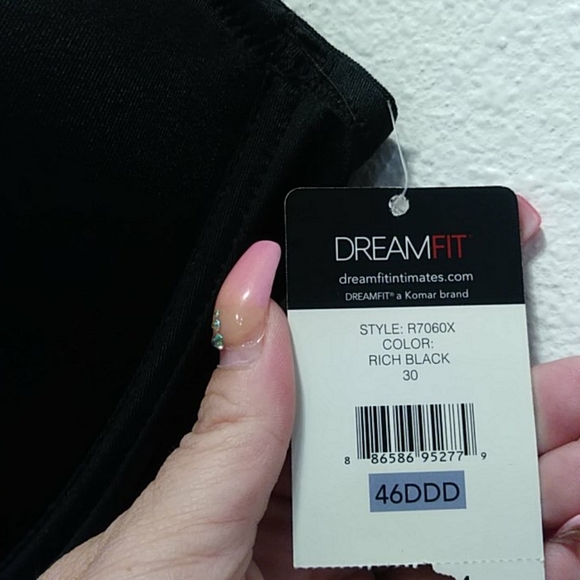 DREAMFIT
dreamfitintimates.com
DREAMFIT® a Komar brand
STYLE: R7060X
COLOR:
RICH BLACK
30
8 86586 95277 9
46DDD